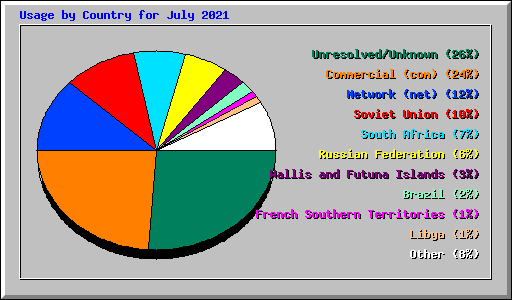 Usage by Country for July 2021
Unresolved/Unknown (26%)
Commercial (com) (24%)
Network (net) (12%)
Soviet Union (10%)
South Africa (7%)
Russian Federation (6%)
Wallis and Futuna Islands (3%)
Brazil (2%)
French Southern Territories (1%)
Libya (1%)
Other (8%)